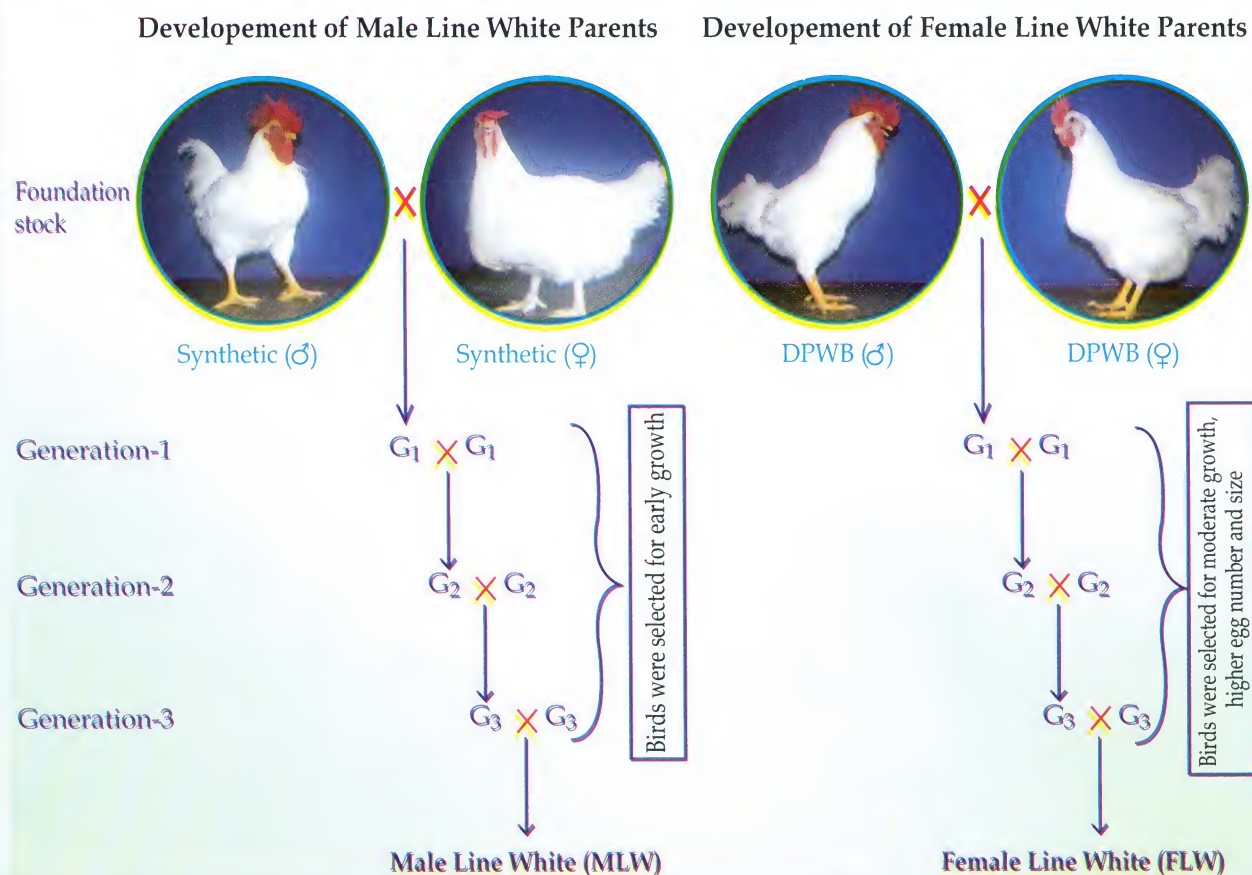 Developement of Male Line White Parents
Developement of Female Line White Parents
Foundation
stock
X
X
Synthetic (♂)
Synthetic (♀)
DPWB (♂)
DPWB (♀)
Generation-1
G₁ X G₁
G₁ X G₁
Generation-2
G₂ X G₂
G₂ X G₂
Generation-3
G₃ X G₃
G₃ X G₃
Birds were selected for early growth
Birds were selected for moderate growth,
higher egg number and size
Male Line White (MLW)
Female Line White (FLW)